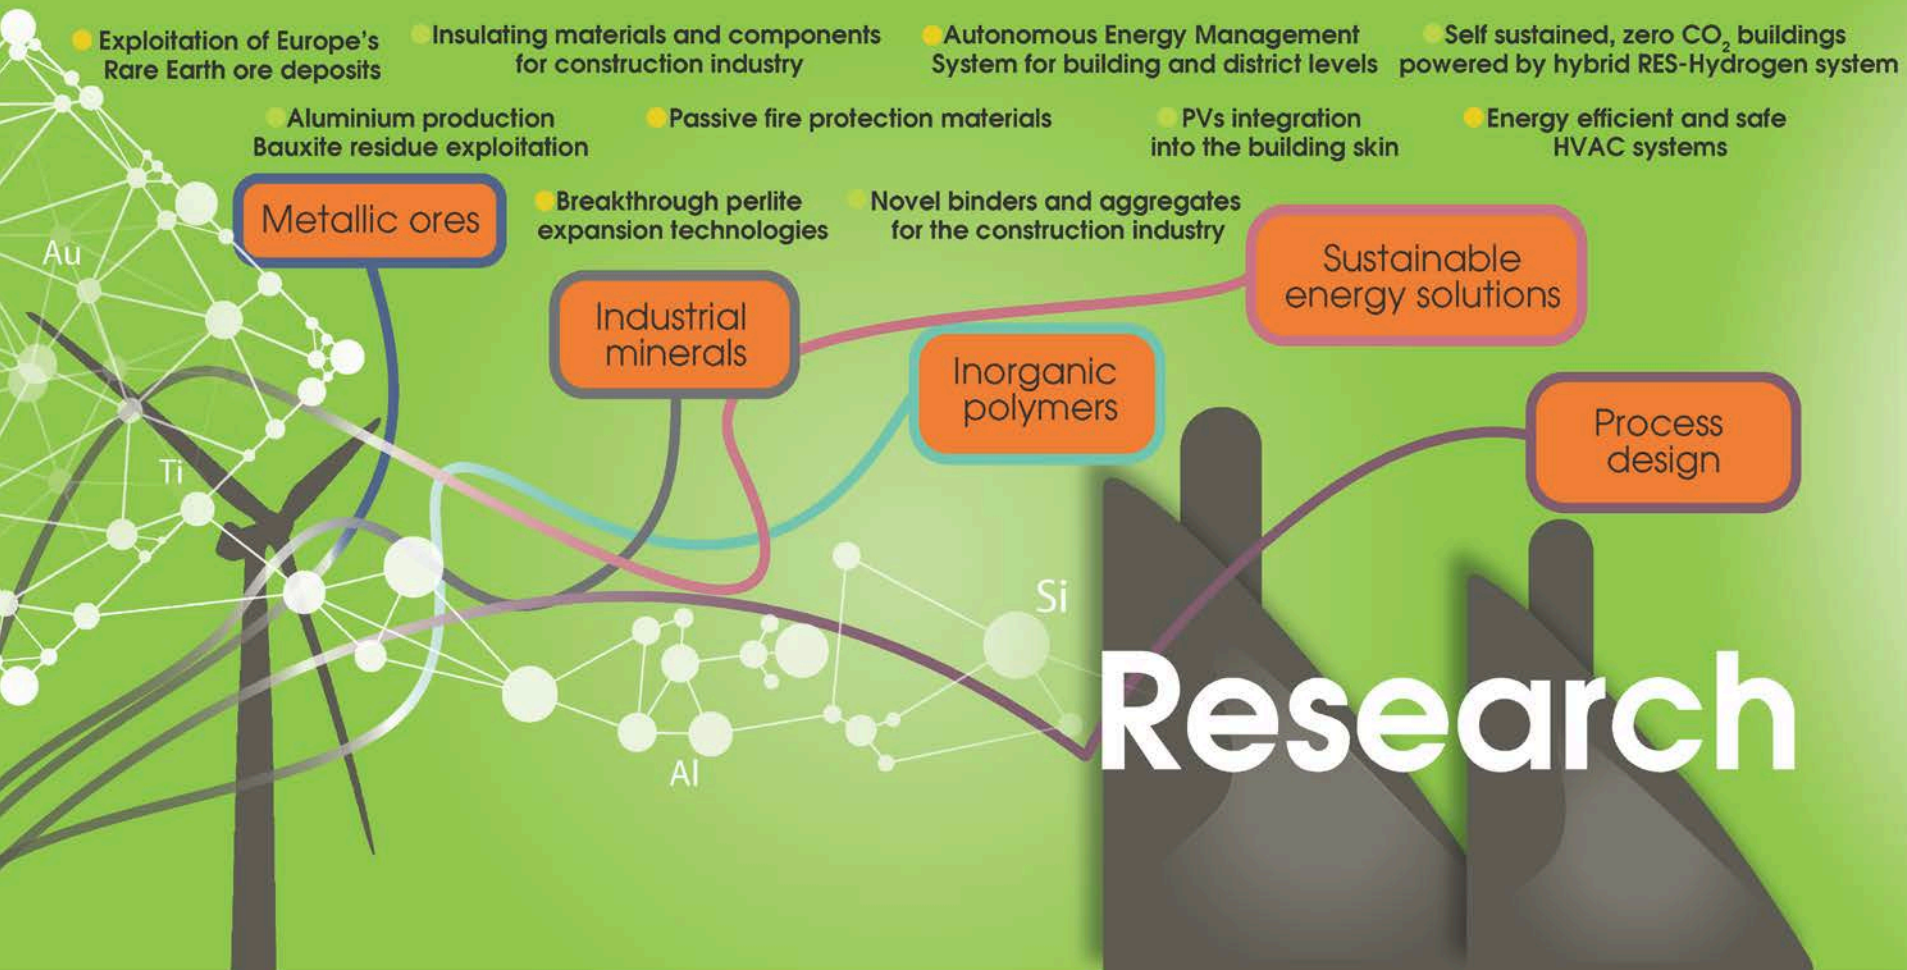 Exploitation of Europe's
Rare Earth ore deposits
Insulating materials and components
for construction industry
Autonomous Energy Management
System for building and district levels
Self sustained, zero CO₂ buildings
powered by hybrid RES-Hydrogen system
Aluminium production
Bauxite residue exploitation
Passive fire protection materials
PVs integration
into the building skin
Energy efficient and safe
HVAC systems
Metallic ores
Breakthrough perlite
expansion technologies
Novel binders and aggregates
for the construction industry
Sustainable
energy solutions
Au
Industrial
minerals
Inorganic
polymers
Process
design
Ti
Si
Research
Al